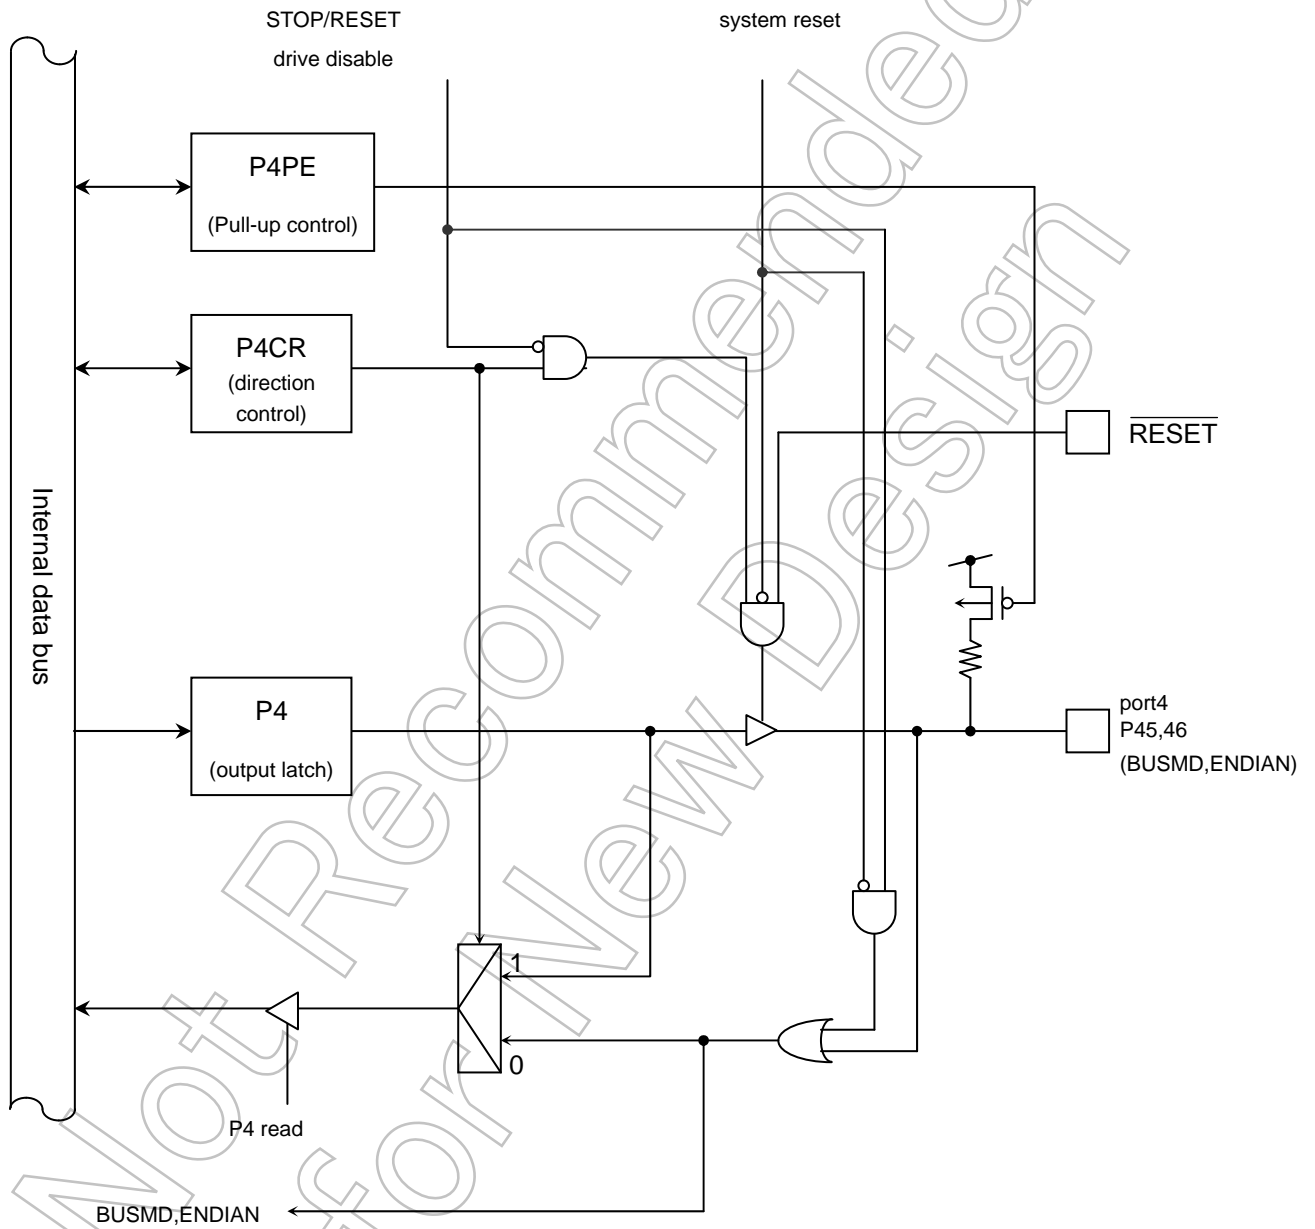 STOP/RESET
drive disable
system reset
P4PE
(Pull-up control)
P4CR
(direction
control)
RESET
Internal data bus
P4
(output latch)
port4
P45,46
(BUSMD,ENDIAN)
1
0
P4 read
BUSMD,ENDIAN
Not Recommended
for New Design